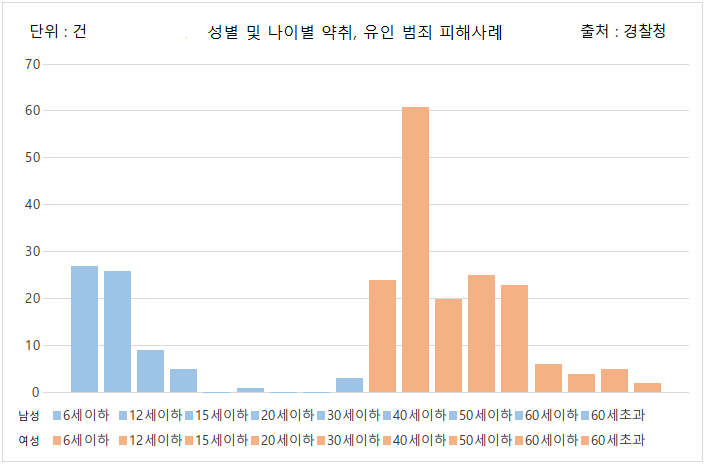 단위 : 건 성별 및 나이별 약취, 유인 범죄 피해사례 출처 : 경찰청
70
60
50
40
30
20
10
0
남성 6세이하 12세이하 15세이하 20세이하 30세이하 40세이하 50세이하 60세이하 60세초과
여성 6세이하 12세이하 15세이하 20세이하 30세이하 40세이하 50세이하 60세이하 60세초과